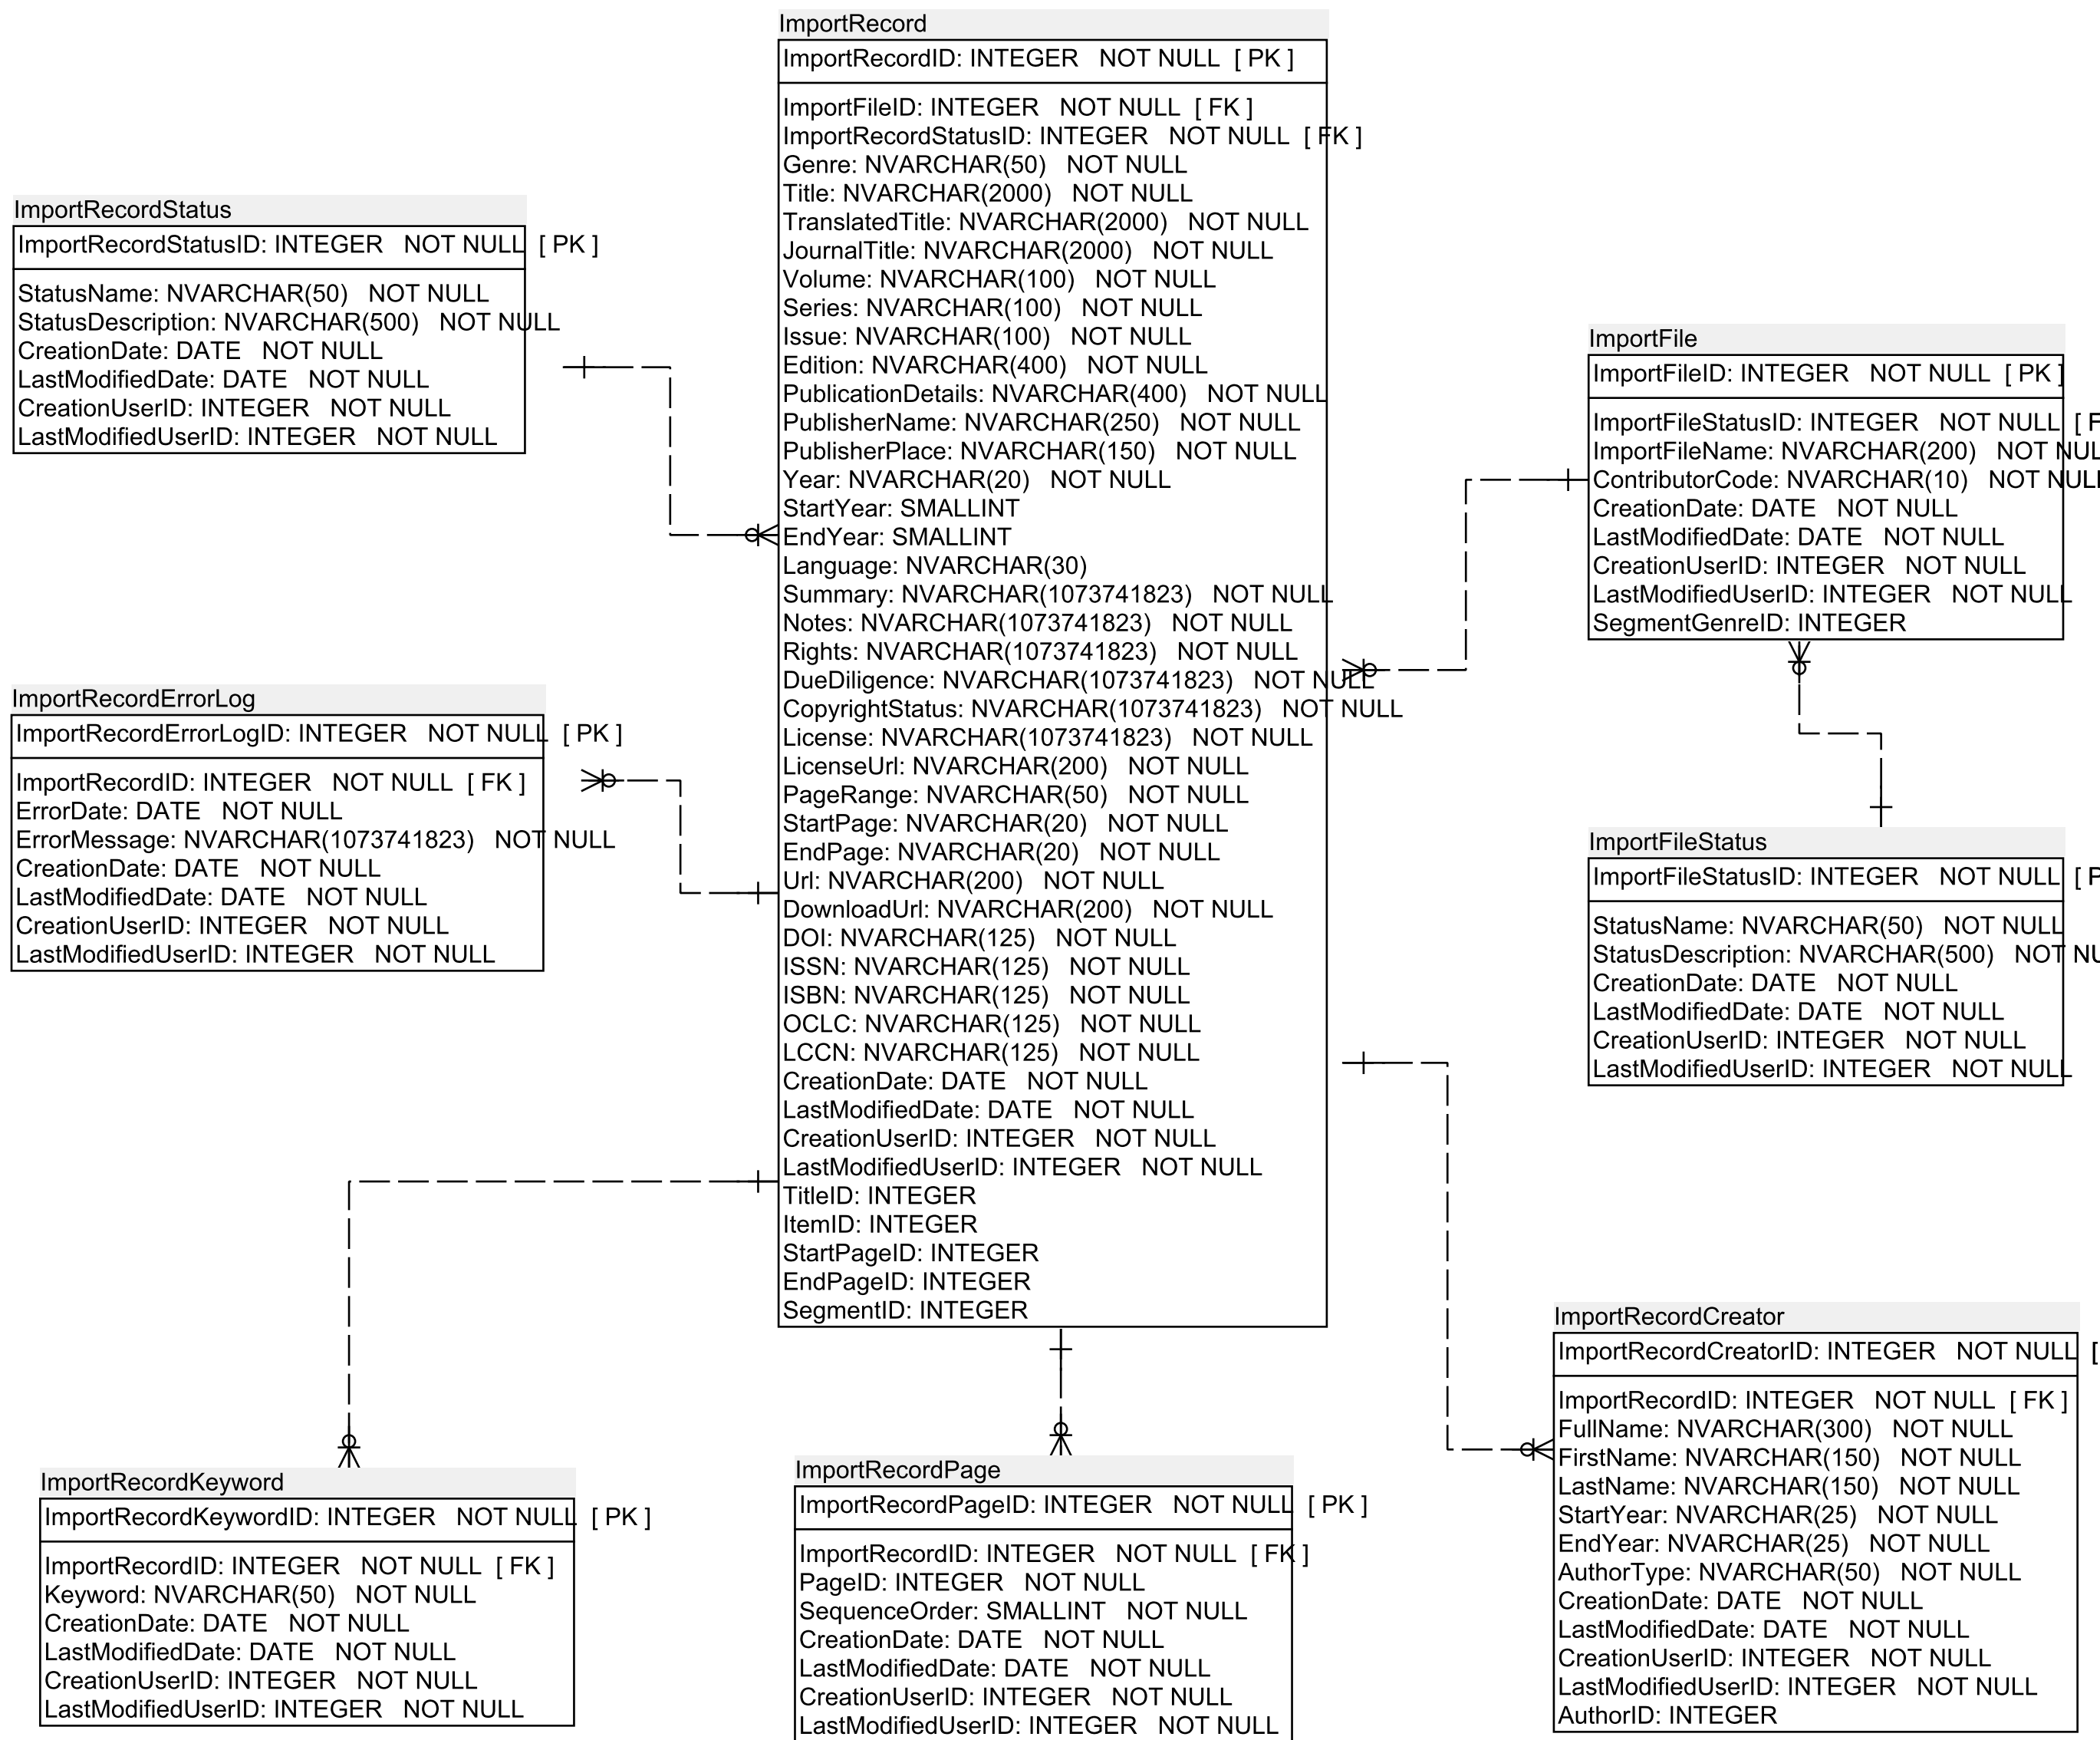 ImportRecord
ImportRecordID: INTEGER NOT NULL [ PK ]
ImportFileID: INTEGER NOT NULL [ FK ]
ImportRecordStatusID: INTEGER NOT NULL [ FK ]
Genre: NVARCHAR(50) NOT NULL
Title: NVARCHAR(2000) NOT NULL
TranslatedTitle: NVARCHAR(2000) NOT NULL
JournalTitle: NVARCHAR(2000) NOT NULL
Volume: NVARCHAR(100) NOT NULL
Series: NVARCHAR(100) NOT NULL
Issue: NVARCHAR(100) NOT NULL
Edition: NVARCHAR(400) NOT NULL
PublicationDetails: NVARCHAR(400) NOT NULL
PublisherName: NVARCHAR(250) NOT NULL
PublisherPlace: NVARCHAR(150) NOT NULL
Year: NVARCHAR(20) NOT NULL
StartYear: SMALLINT
EndYear: SMALLINT
Language: NVARCHAR(30)
Summary: NVARCHAR(1073741823) NOT NULL
Notes: NVARCHAR(1073741823) NOT NULL
Rights: NVARCHAR(1073741823) NOT NULL
DueDiligence: NVARCHAR(1073741823) NOT NULL
CopyrightStatus: NVARCHAR(1073741823) NOT NULL
License: NVARCHAR(1073741823) NOT NULL
LicenseUrl: NVARCHAR(200) NOT NULL
PageRange: NVARCHAR(50) NOT NULL
StartPage: NVARCHAR(20) NOT NULL
EndPage: NVARCHAR(20) NOT NULL
Url: NVARCHAR(200) NOT NULL
DownloadUrl: NVARCHAR(200) NOT NULL
DOI: NVARCHAR(125) NOT NULL
ISSN: NVARCHAR(125) NOT NULL
ISBN: NVARCHAR(125) NOT NULL
OCLC: NVARCHAR(125) NOT NULL
LCCN: NVARCHAR(125) NOT NULL
CreationDate: DATE NOT NULL
LastModifiedDate: DATE NOT NULL
CreationUserID: INTEGER NOT NULL
LastModifiedUserID: INTEGER NOT NULL
TitleID: INTEGER
ItemID: INTEGER
StartPageID: INTEGER
EndPageID: INTEGER
SegmentID: INTEGER
ImportRecordStatus
ImportRecordStatusID: INTEGER NOT NULL [ PK ]
StatusName: NVARCHAR(50) NOT NULL
StatusDescription: NVARCHAR(500) NOT NULL
CreationDate: DATE NOT NULL
LastModifiedDate: DATE NOT NULL
CreationUserID: INTEGER NOT NULL
LastModifiedUserID: INTEGER NOT NULL
ImportFile
ImportFileID: INTEGER NOT NULL [ PK ]
ImportFileStatusID: INTEGER NOT NULL [ F
ImportFileName: NVARCHAR(200) NOT NUL
ContributorCode: NVARCHAR(10) NOT NULL
CreationDate: DATE NOT NULL
LastModifiedDate: DATE NOT NULL
CreationUserID: INTEGER NOT NULL
LastModifiedUserID: INTEGER NOT NULL
SegmentGenreID: INTEGER
ImportRecordErrorLog
ImportRecordErrorLogID: INTEGER NOT NULL [ PK ]
ImportRecordID: INTEGER NOT NULL [ FK ]
ErrorDate: DATE NOT NULL
ErrorMessage: NVARCHAR(1073741823) NOT NULL
CreationDate: DATE NOT NULL
LastModifiedDate: DATE NOT NULL
CreationUserID: INTEGER NOT NULL
LastModifiedUserID: INTEGER NOT NULL
ImportFileStatus
ImportFileStatusID: INTEGER NOT NULL [ P
StatusName: NVARCHAR(50) NOT NULL
StatusDescription: NVARCHAR(500) NOT NU
CreationDate: DATE NOT NULL
LastModifiedDate: DATE NOT NULL
CreationUserID: INTEGER NOT NULL
LastModifiedUserID: INTEGER NOT NULL
ImportRecordKeyword
ImportRecordKeywordID: INTEGER NOT NULL [ PK ]
ImportRecordID: INTEGER NOT NULL [ FK ]
Keyword: NVARCHAR(50) NOT NULL
CreationDate: DATE NOT NULL
LastModifiedDate: DATE NOT NULL
CreationUserID: INTEGER NOT NULL
LastModifiedUserID: INTEGER NOT NULL
ImportRecordPage
ImportRecordPageID: INTEGER NOT NULL [ PK ]
ImportRecordID: INTEGER NOT NULL [ FK ]
PageID: INTEGER NOT NULL
SequenceOrder: SMALLINT NOT NULL
CreationDate: DATE NOT NULL
LastModifiedDate: DATE NOT NULL
CreationUserID: INTEGER NOT NULL
LastModifiedUserID: INTEGER NOT NULL
ImportRecordCreator
ImportRecordCreatorID: INTEGER NOT NULL [
ImportRecordID: INTEGER NOT NULL [ FK ]
FullName: NVARCHAR(300) NOT NULL
FirstName: NVARCHAR(150) NOT NULL
LastName: NVARCHAR(150) NOT NULL
StartYear: NVARCHAR(25) NOT NULL
EndYear: NVARCHAR(25) NOT NULL
AuthorType: NVARCHAR(50) NOT NULL
CreationDate: DATE NOT NULL
LastModifiedDate: DATE NOT NULL
CreationUserID: INTEGER NOT NULL
LastModifiedUserID: INTEGER NOT NULL
AuthorID: INTEGER